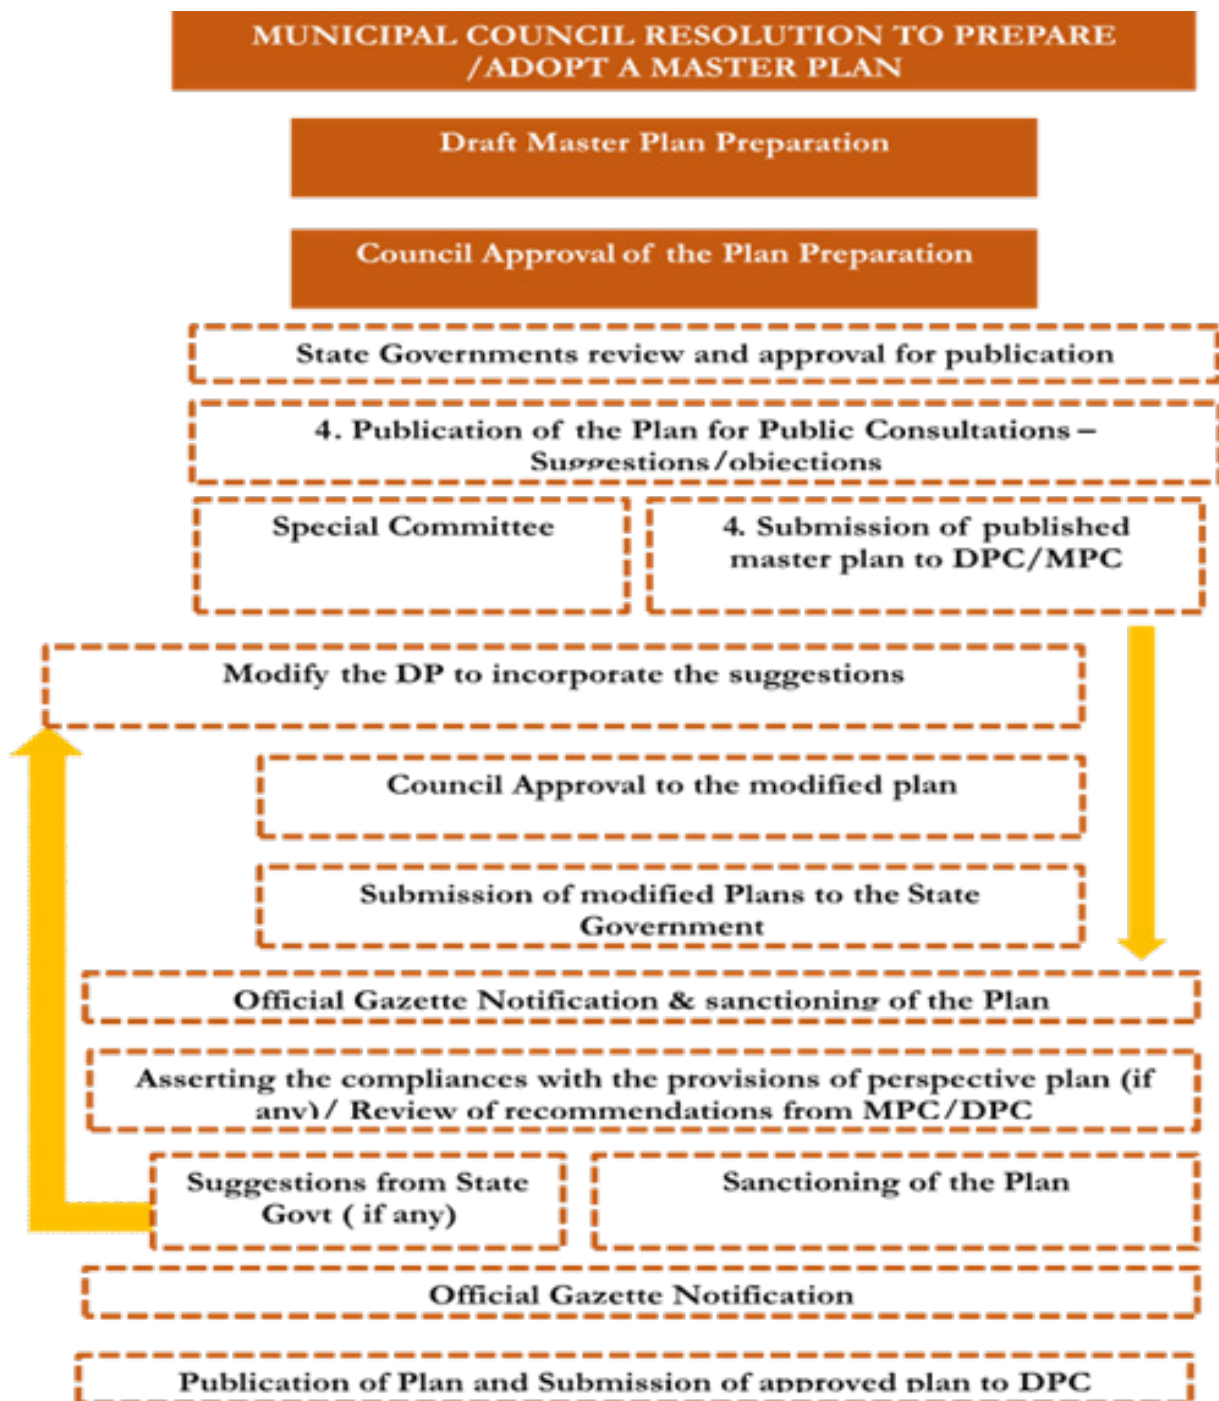 MUNICIPAL COUNCIL RESOLUTION TO PREPARE
/ADOPT A MASTER PLAN
Draft Master Plan Preparation
Council Approval of the Plan Preparation
State Governments review and approval for publication
4. Publication of the Plan for Public Consultations –
Suggestions/objections
Special Committee
4. Submission of published
master plan to DPC/MPC
Modify the DP to incorporate the suggestions
Council Approval to the modified plan
Submission of modified Plans to the State
Government
Official Gazette Notification & sanctioning of the Plan
Asserting the compliances with the provisions of perspective plan (if
any)/ Review of recommendations from MPC/DPC
Suggestions from State
Govt ( if any)
Sanctioning of the Plan
Official Gazette Notification
Publication of Plan and Submission of approved plan to DPC